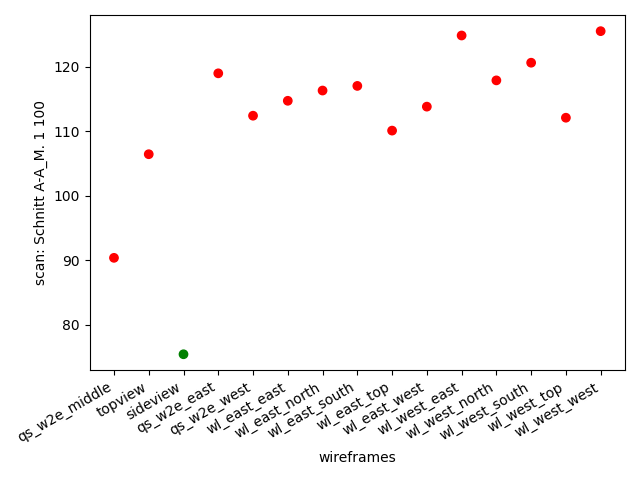 120
110
100
90
80
scan: Schnitt A-A_M. 1 100
qs_w2e_middle
topview
sideview
qs_w2e_east
qs_w2e_west
wl_east_east
wl_east_north
wl_east_south
wl_east_top
wl_east_west
wl_west_east
wl_west_north
wl_west_south
wl_west_top
wl_west_west
wireframes